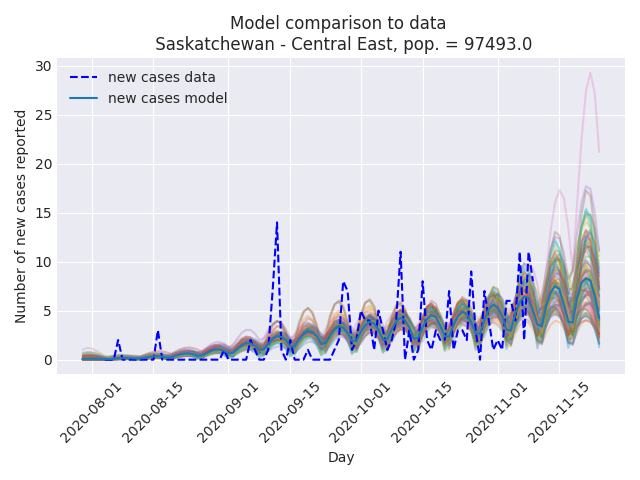 Model comparison to data
Saskatchewan - Central East, pop. = 97493.0
new cases data
new cases model
Number of new cases reported
30
25
20
15
10
5
0
2020-08-01
2020-08-15
2020-09-01
2020-09-15
2020-10-01
2020-10-15
2020-11-01
2020-11-15
Day